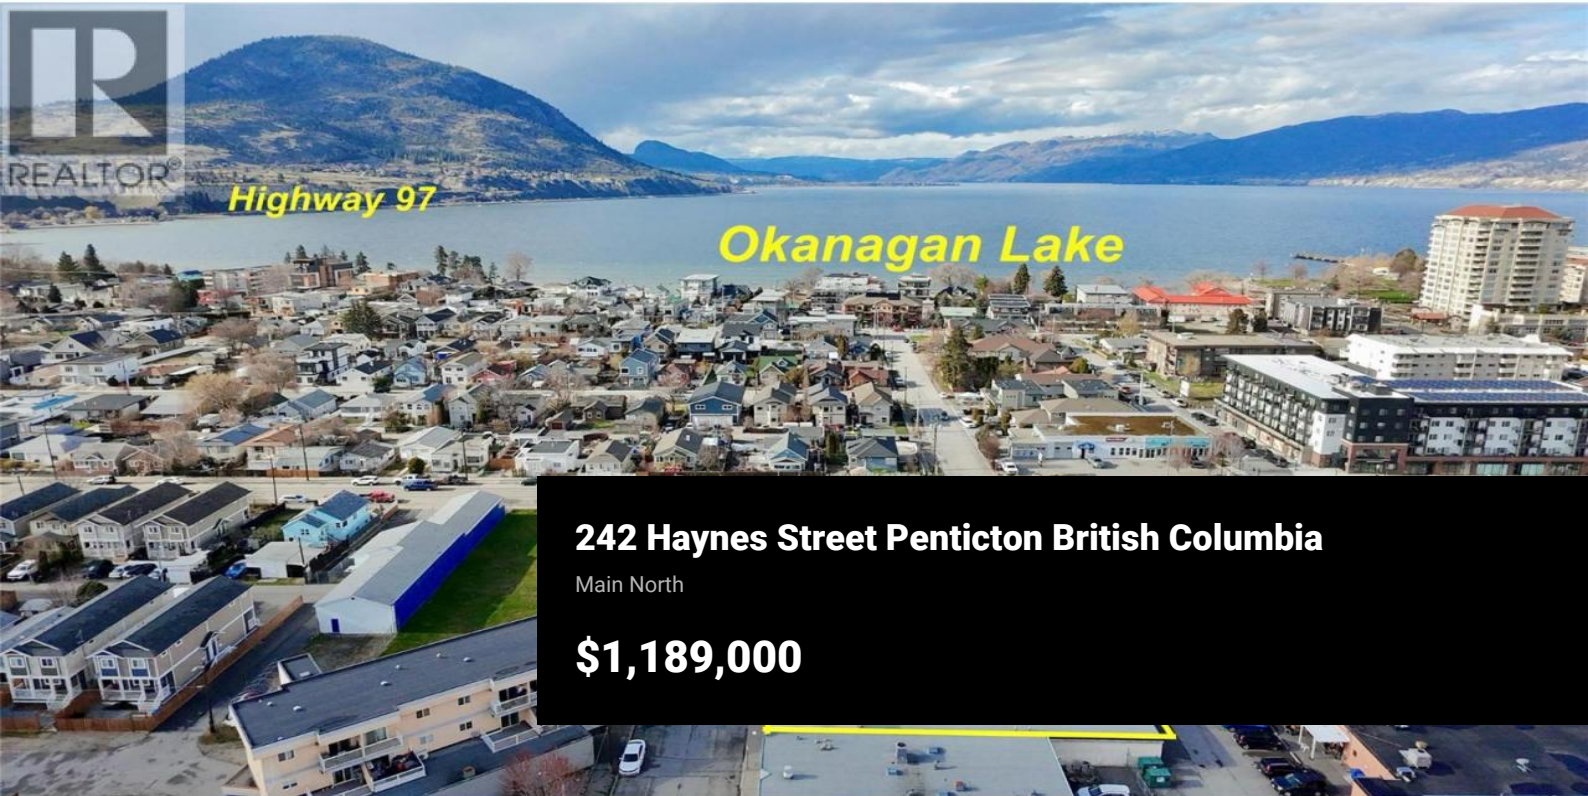 REALTOR®
Highway 97
Okanagan Lake
242 Haynes Street Penticton British Columbia
Main North
$1,189,000